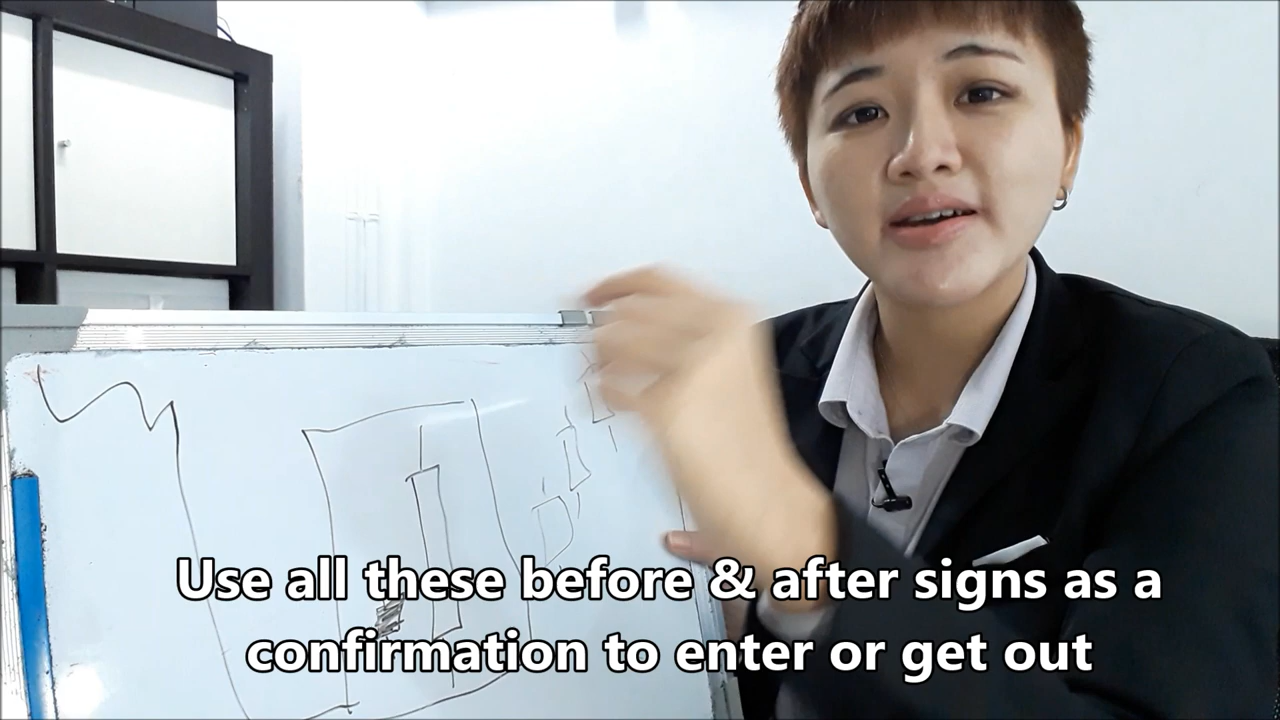 Use all these before & after signs as a
confirmation to enter or get out